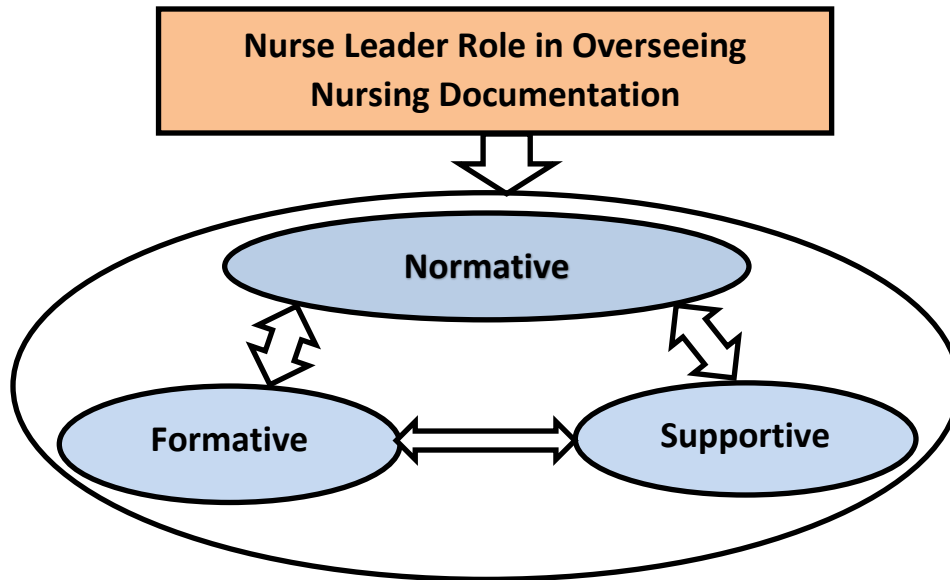 Nurse Leader Role in Overseeing
Nursing Documentation
Normative
Formative
Supportive